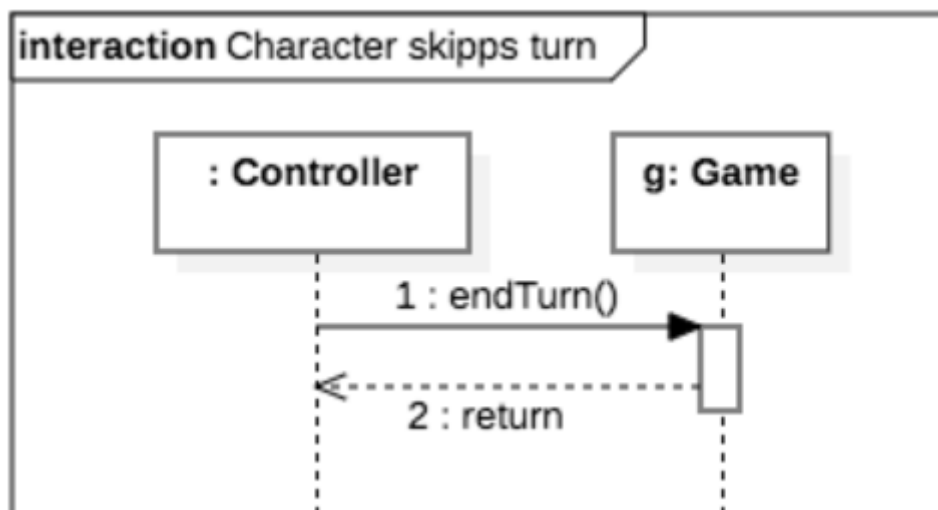 interaction Character skipps turn
: Controller
g: Game
1 : endTurn()
2 : return